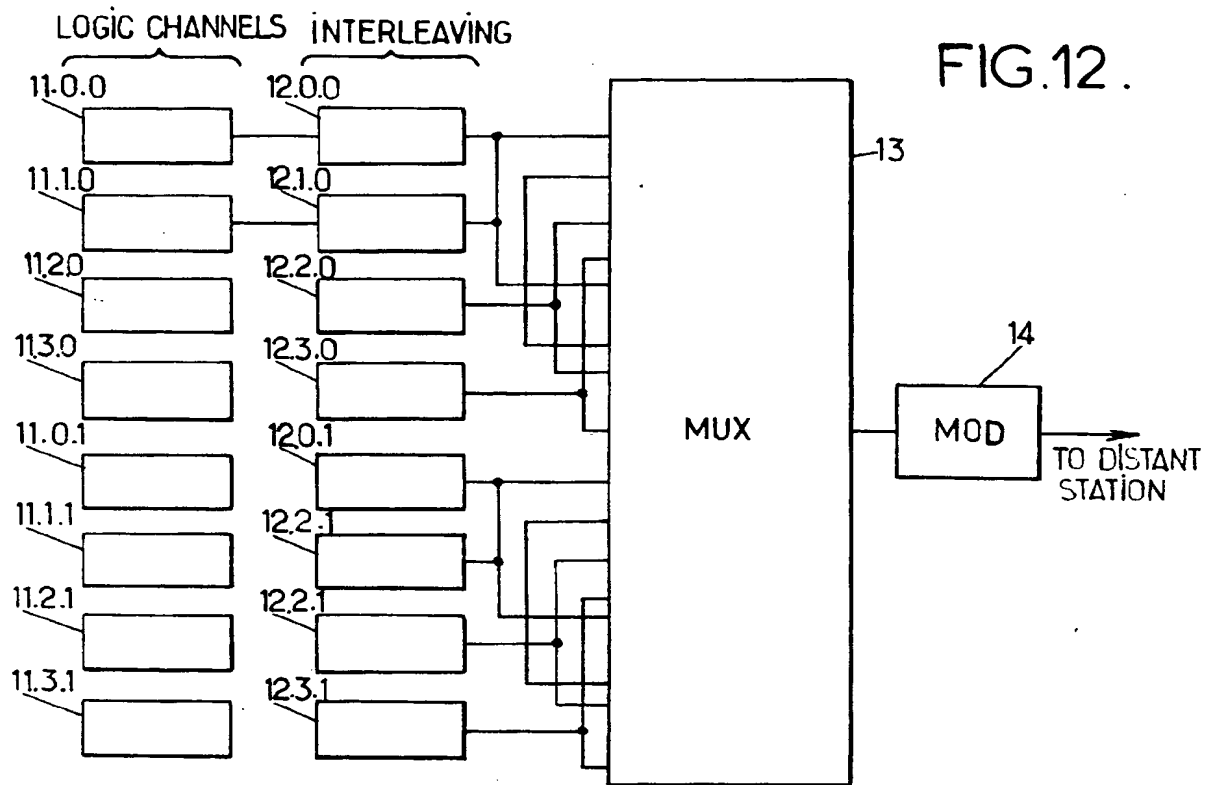 LOGIC CHANNELS INTERLEAVING
FIG.12.
11.0.0 12.0.0
13
11.1.0 12.1.0
11.2.0 12.2.0
11.3.0 12.3.0
14
MUX MOD
11.0.1 12.0.1
TO DISTANT
STATION
11.1.1 12.2.1
11.2.1 12.2.1
11.3.1 12.3.1